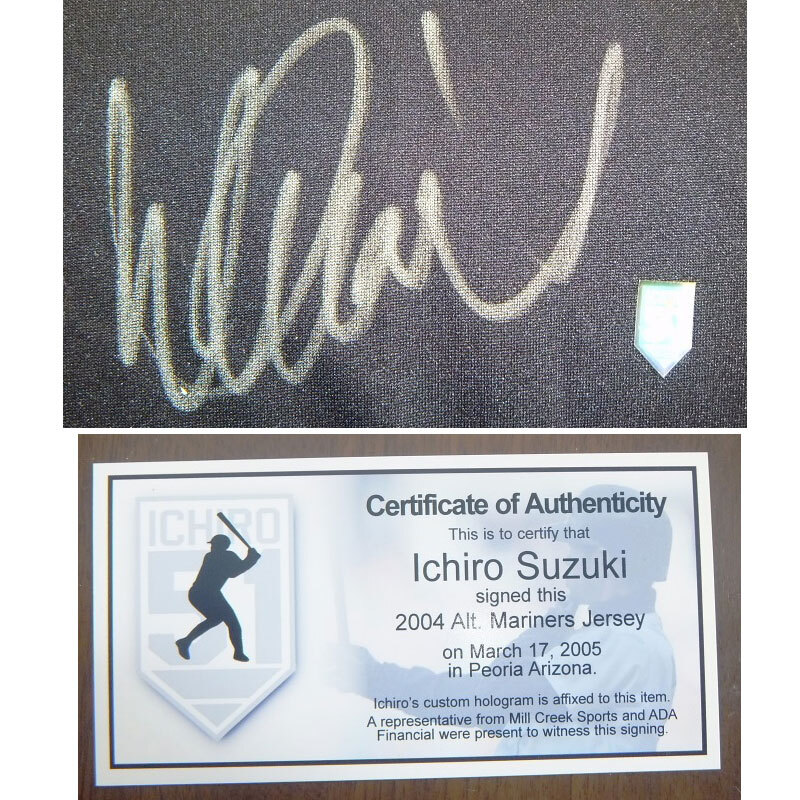 ICHIRO
51
Certificate of Authenticity
This is to certify that
Ichiro Suzuki
signed this
2004 Alt. Mariners Jersey
on March 17, 2005
in Peoria Arizona.
Ichiro's custom hologram is affixed to this item.
A representative from Mill Creek Sports and ADA
Financial were present to witness this signing.